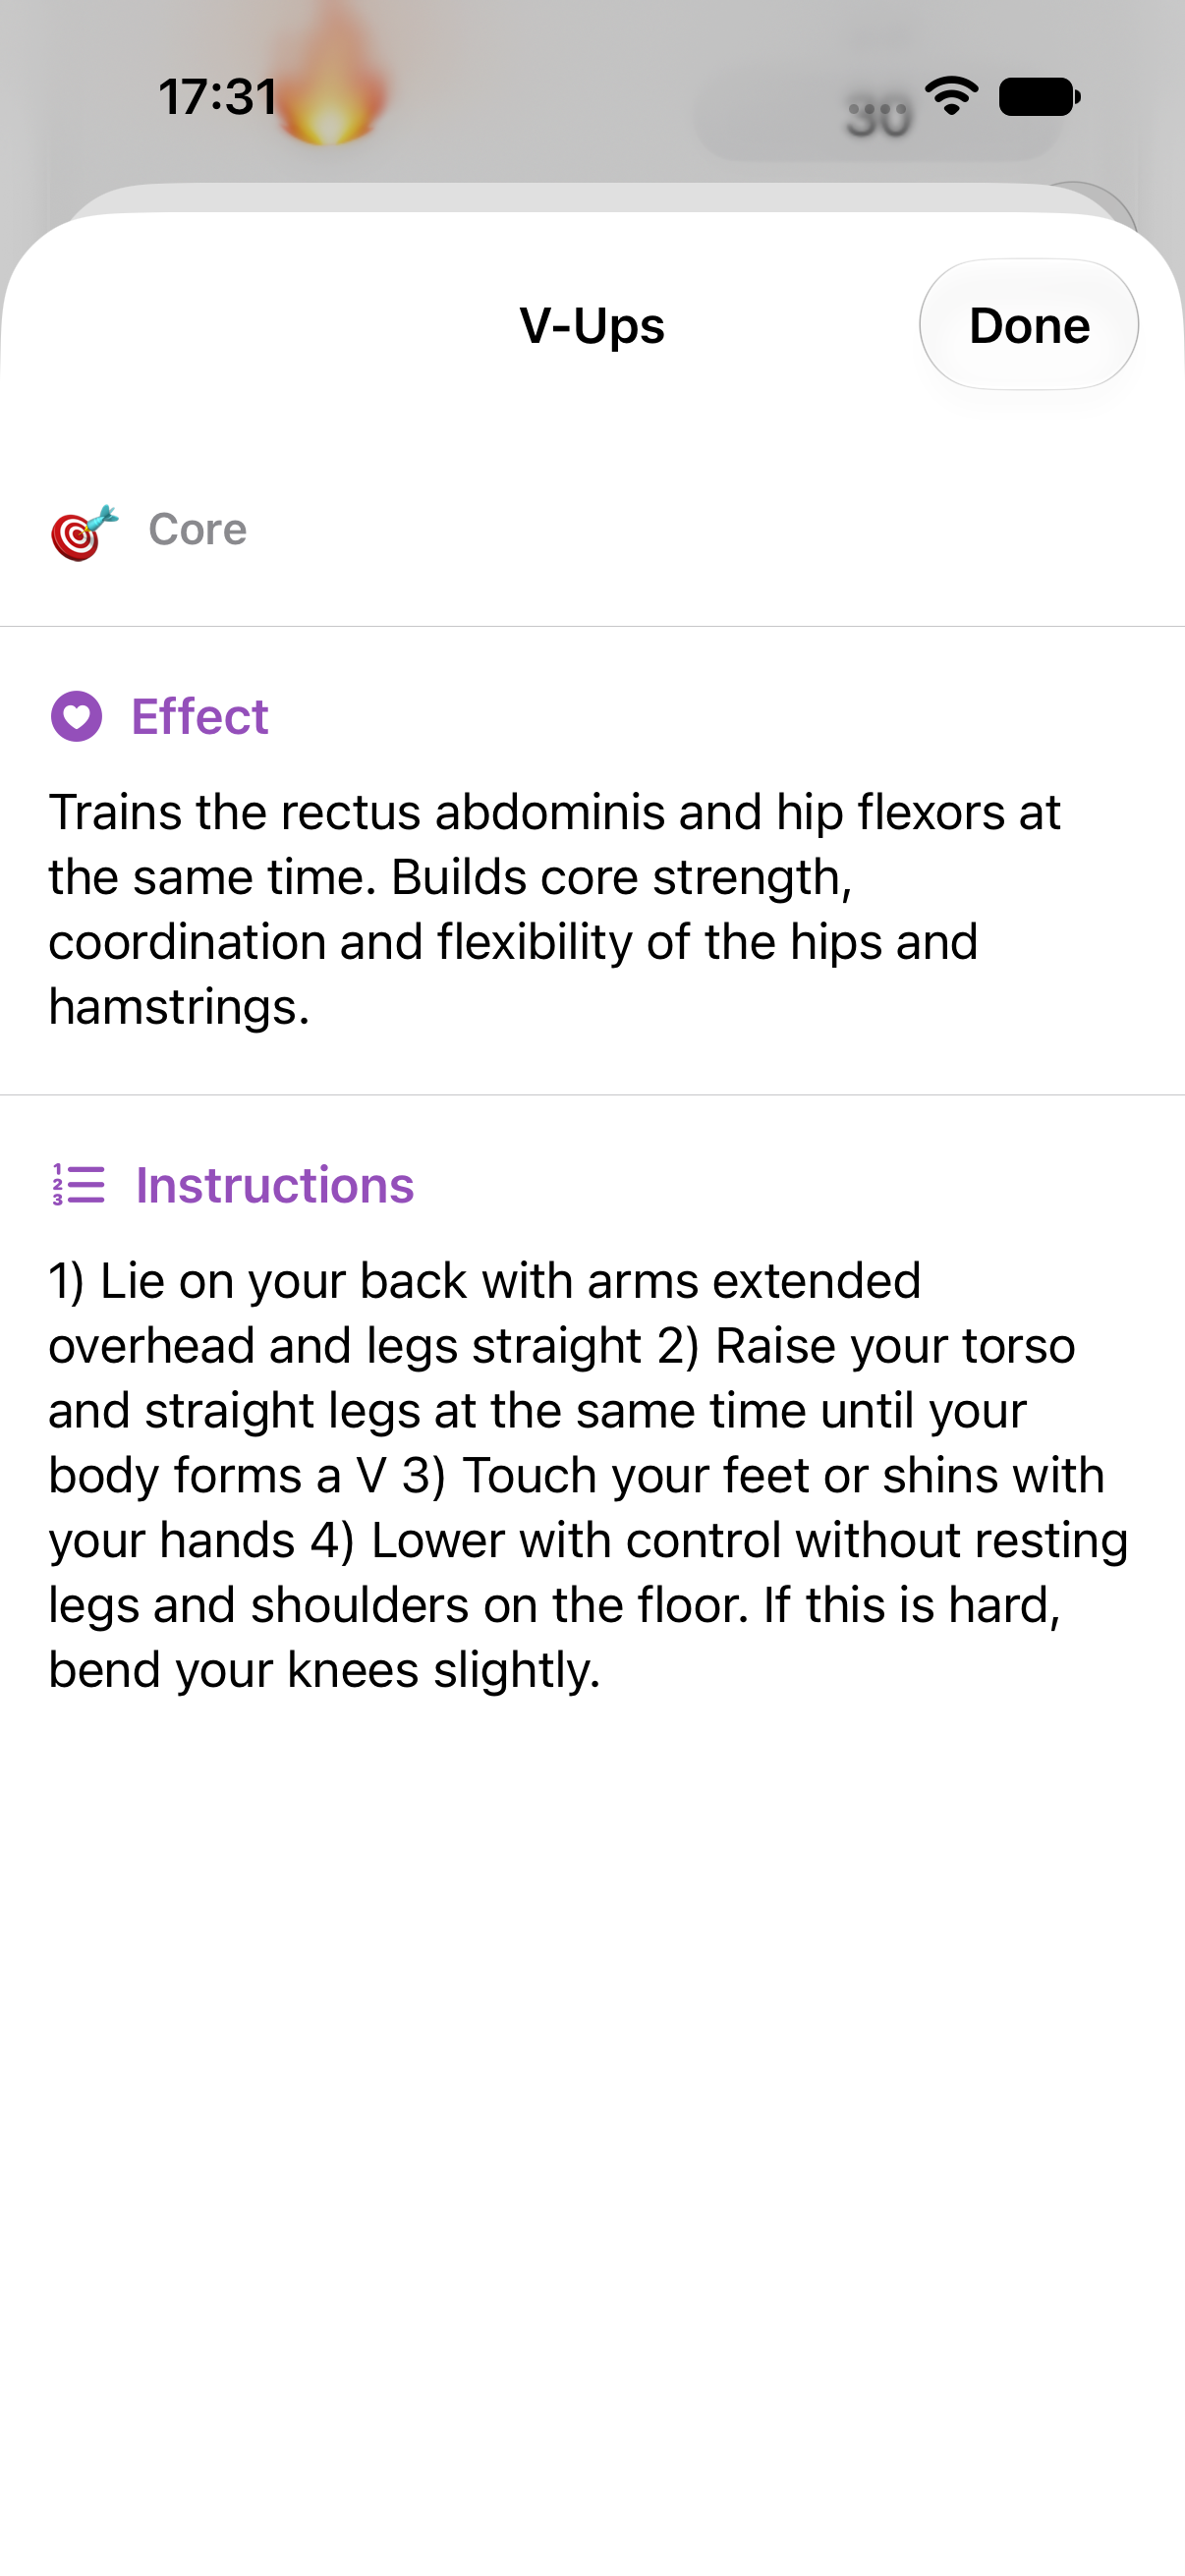 17:31
30
V-Ups
Done
Core
Effect
Trains the rectus abdominis and hip flexors at
the same time. Builds core strength,
coordination and flexibility of the hips and
hamstrings.
1
2
3
Instructions
1) Lie on your back with arms extended
overhead and legs straight 2) Raise your torso
and straight legs at the same time until your
body forms a V 3) Touch your feet or shins with
your hands 4) Lower with control without resting
legs and shoulders on the floor. If this is hard,
bend your knees slightly.